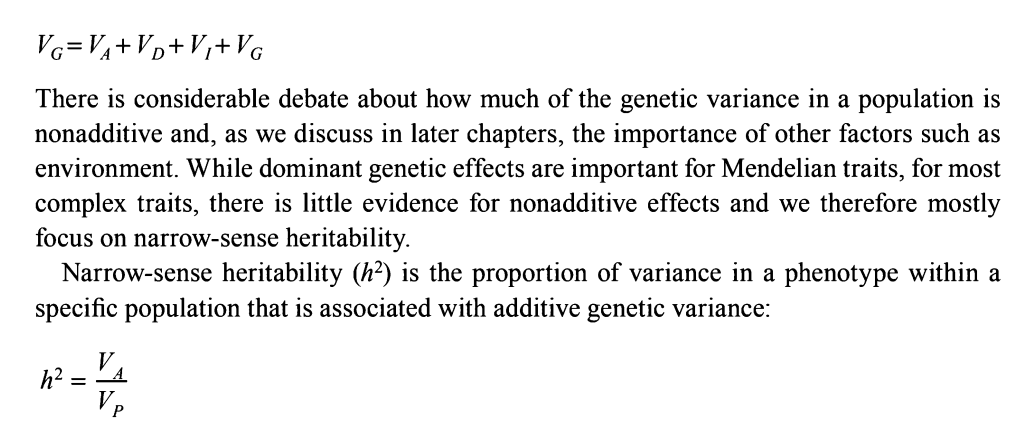 V_G = V_A + V_D + V_I + V_G
There is considerable debate about how much of the genetic variance in a population is
nonadditive and, as we discuss in later chapters, the importance of other factors such as
environment. While dominant genetic effects are important for Mendelian traits, for most
complex traits, there is little evidence for nonadditive effects and we therefore mostly
focus on narrow-sense heritability.
Narrow-sense heritability (h²) is the proportion of variance in a phenotype within a
specific population that is associated with additive genetic variance:
h² = V_A / V_P